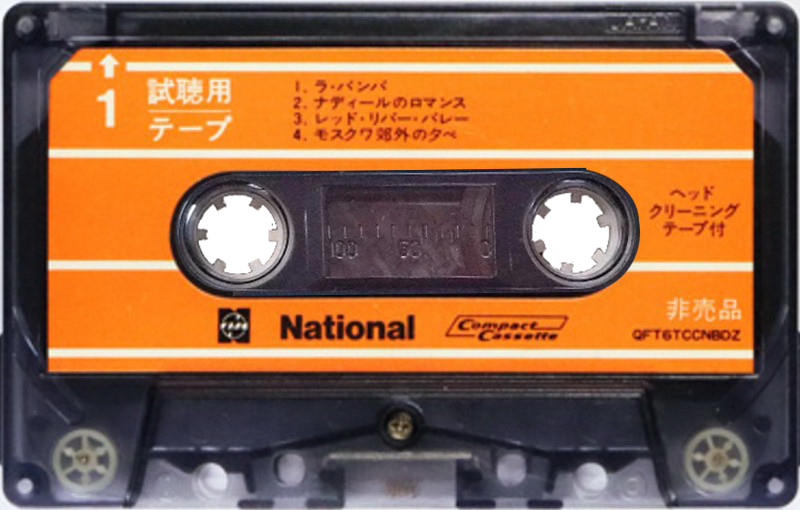 JAPAN
1
試聴用
テープ
1. ラ・バンバ
2. ナディールのロマンス
3. レッド・リバー・バレー
4. モスクワ郊外の夕べ
100 50 0
ヘッド
クリーニング
テープ付
非売品
National
Compact
Cassette
QFT6TCCNBDZ